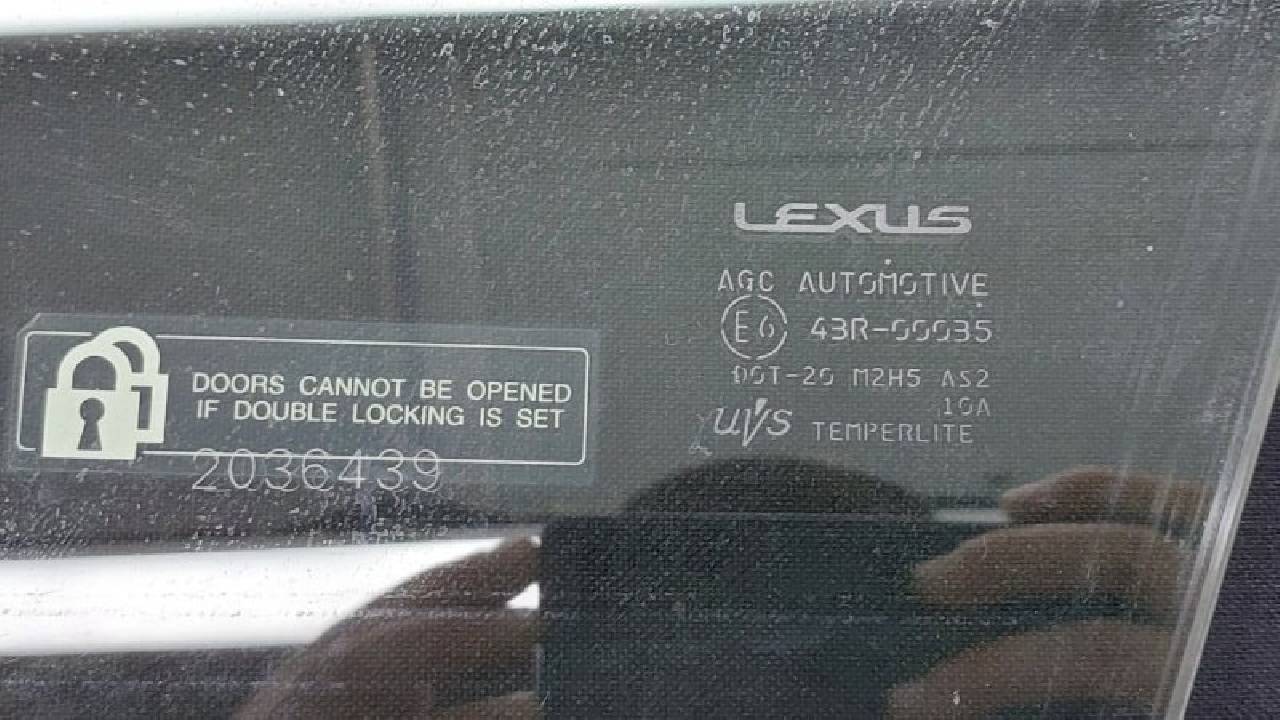 DOORS CANNOT BE OPENED
IF DOUBLE LOCKING IS SET
2036439
LEXUS
AGC AUTOMOTIVE
E6 43R-00035
DOT-20 M2H5 AS2
10A
UVS TEMPERLITE